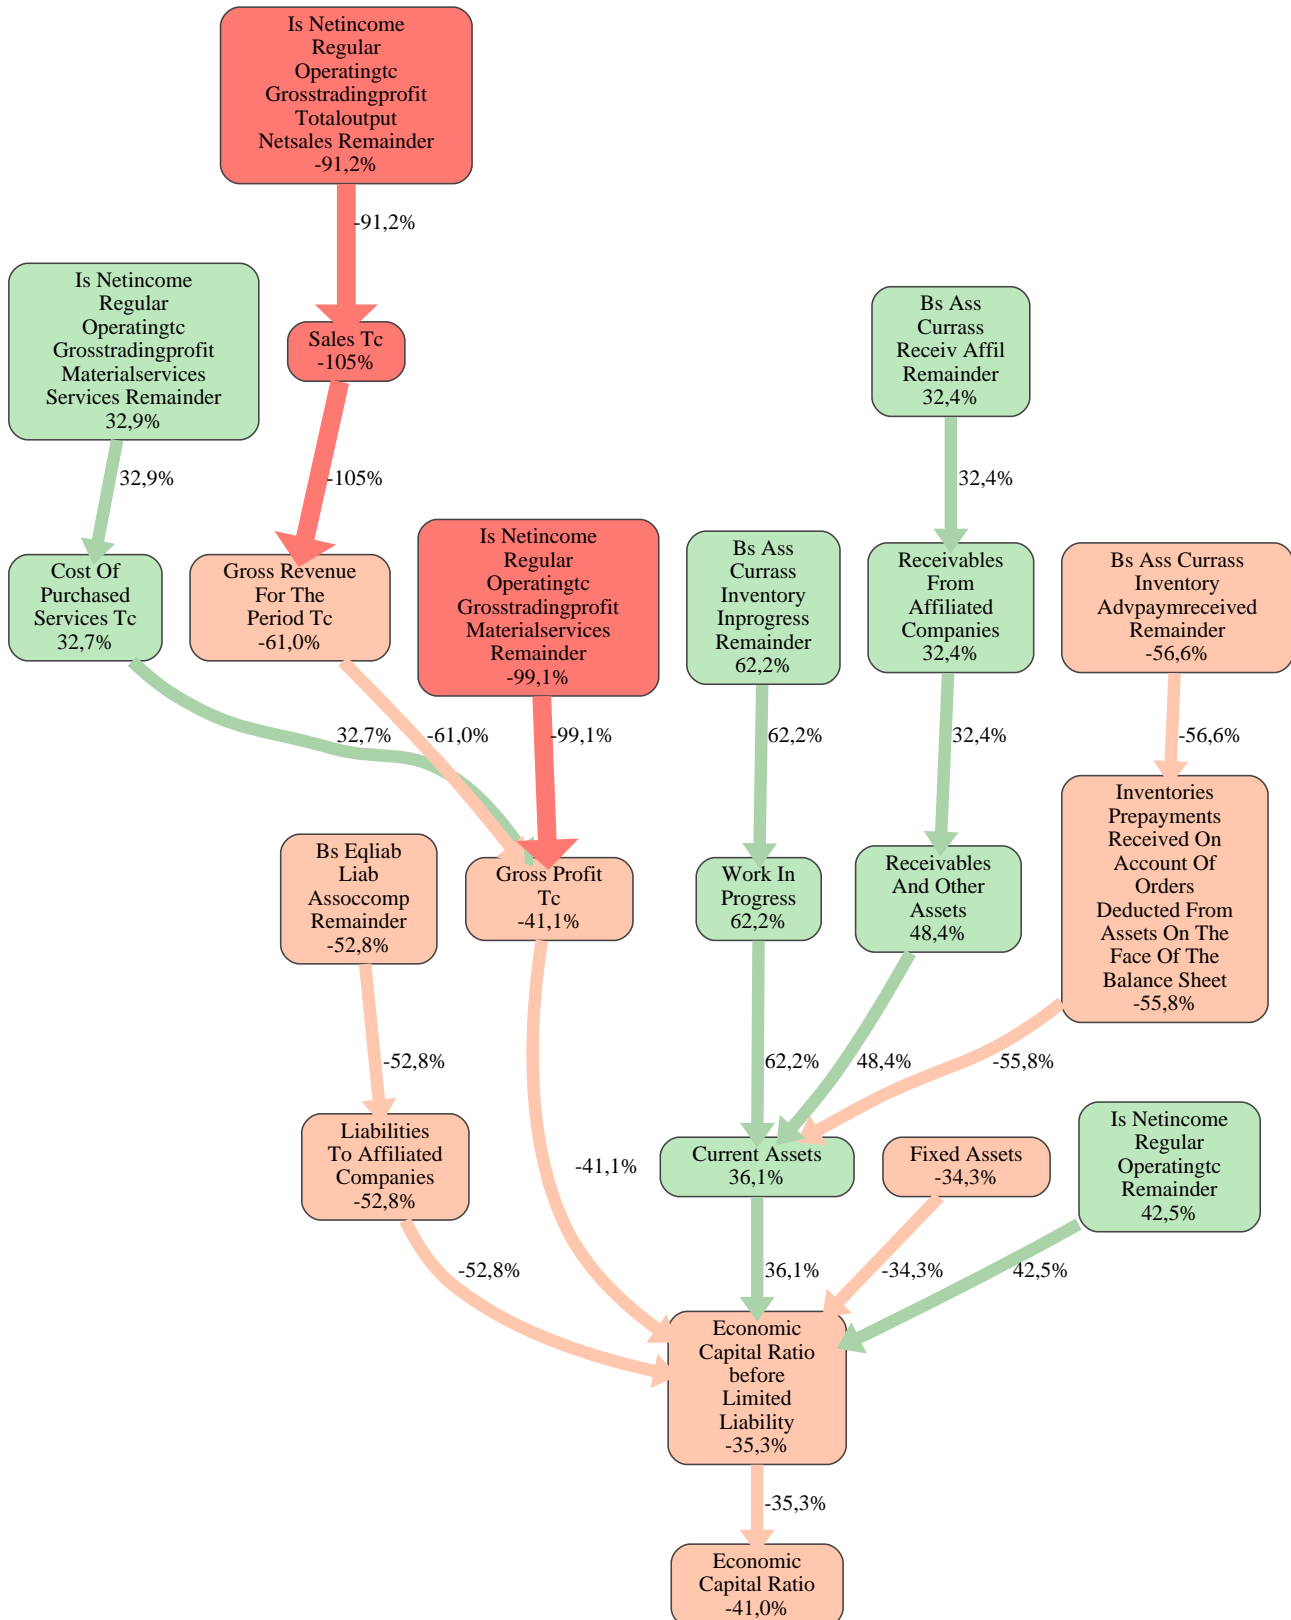 Is Netincome
Regular
Operatingtc
Grosstradingprofit
Totaloutput
Netsales Remainder
-91,2%
-91,2%
Is Netincome
Regular
Operatingtc
Grosstradingprofit
Materialservices
Services Remainder
32,9%
Sales Tc
-105%
Bs Ass
Currass
Receiv Affil
Remainder
32,4%
32,9%
-105%
32,4%
Cost Of
Purchased
Services Tc
32,7%
Gross Revenue
For The
Period Tc
-61,0%
Is Netincome
Regular
Operatingtc
Grosstradingprofit
Materialservices
Remainder
-99,1%
Bs Ass
Currass
Inventory
Inprogress
Remainder
62,2%
Receivables
From
Affiliated
Companies
32,4%
Bs Ass Currass
Inventory
Advpaymreceived
Remainder
-56,6%
32,7%
-61,0%
-99,1%
62,2%
32,4%
-56,6%
Bs Eqliab
Liab
Assoccomp
Remainder
-52,8%
Gross Profit
Tc
-41,1%
Work In
Progress
62,2%
Receivables
And Other
Assets
48,4%
Inventories
Prepayments
Received On
Account Of
Orders
Deducted From
Assets On The
Face Of The
Balance Sheet
-55,8%
-52,8%
62,2%
48,4%
-55,8%
Liabilities
To Affiliated
Companies
-52,8%
-41,1%
Current Assets
36,1%
Fixed Assets
-34,3%
Is Netincome
Regular
Operatingtc
Remainder
42,5%
-52,8%
36,1%
-34,3%
42,5%
Economic
Capital Ratio
before
Limited
Liability
-35,3%
-35,3%
Economic
Capital Ratio
-41,0%